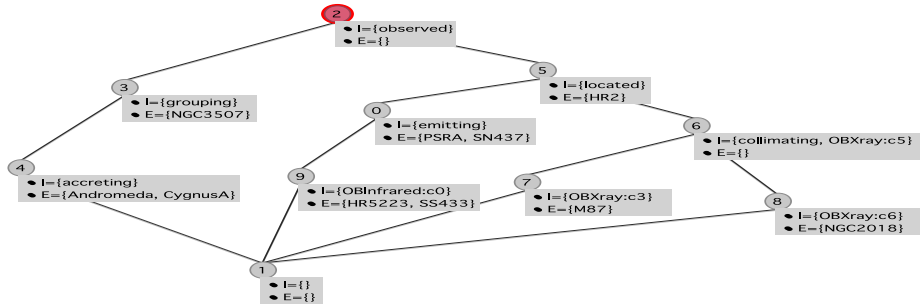 2
I={observed}
E={}
3
I={grouping}
E={NGC3507}
5
I={located}
E={HR2}
0
I={emitting}
E={PSRA, SN437}
6
I={collimating, OBXray:c5}
E={}
4
I={accreting}
E={Andromeda, CygnusA}
9
I={OBInfrared:c0}
E={HR5223, SS433}
7
I={OBXray:c3}
E={M87}
8
I={OBXray:c6}
E={NGC2018}
1
I={}
E={}